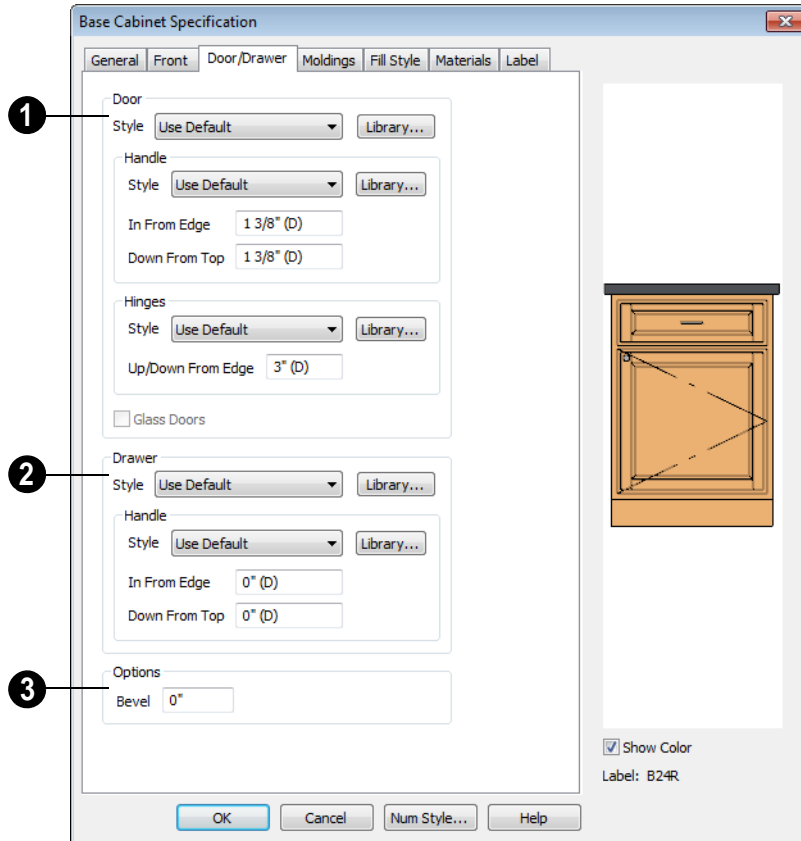 Base Cabinet Specification
General Front Door/Drawer Moldings Fill Style Materials Label
1
Door
Style Use Default Library...
Handle
Style Use Default Library...
In From Edge 1 3/8" (D)
Down From Top 1 3/8" (D)
Hinges
Style Use Default Library...
Up/Down From Edge 3" (D)
Glass Doors
2
Drawer
Style Use Default Library...
Handle
Style Use Default Library...
In From Edge 0" (D)
Down From Top 0" (D)
3
Options
Bevel 0"
Show Color
Label: B24R
OK Cancel Num Style... Help